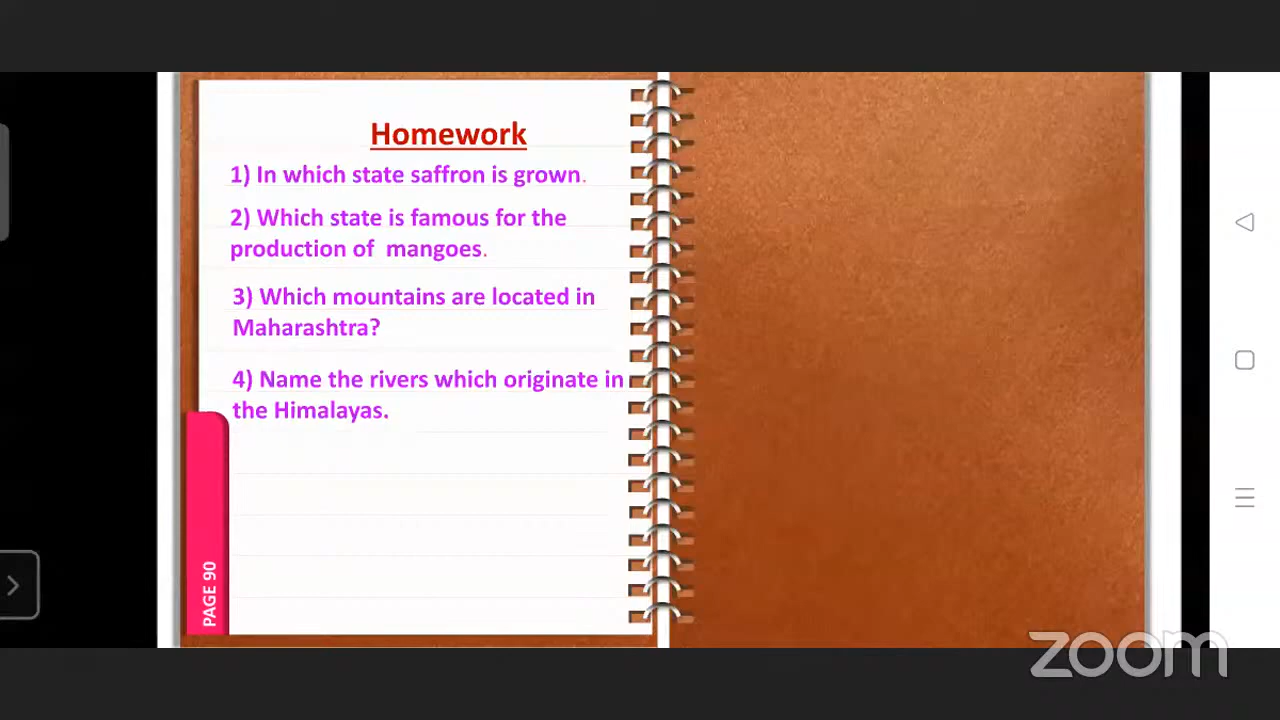 Homework
1) In which state saffron is grown.
2) Which state is famous for the
production of mangoes.
3) Which mountains are located in
Maharashtra?
4) Name the rivers which originate in
the Himalayas.
PAGE 90
zoom